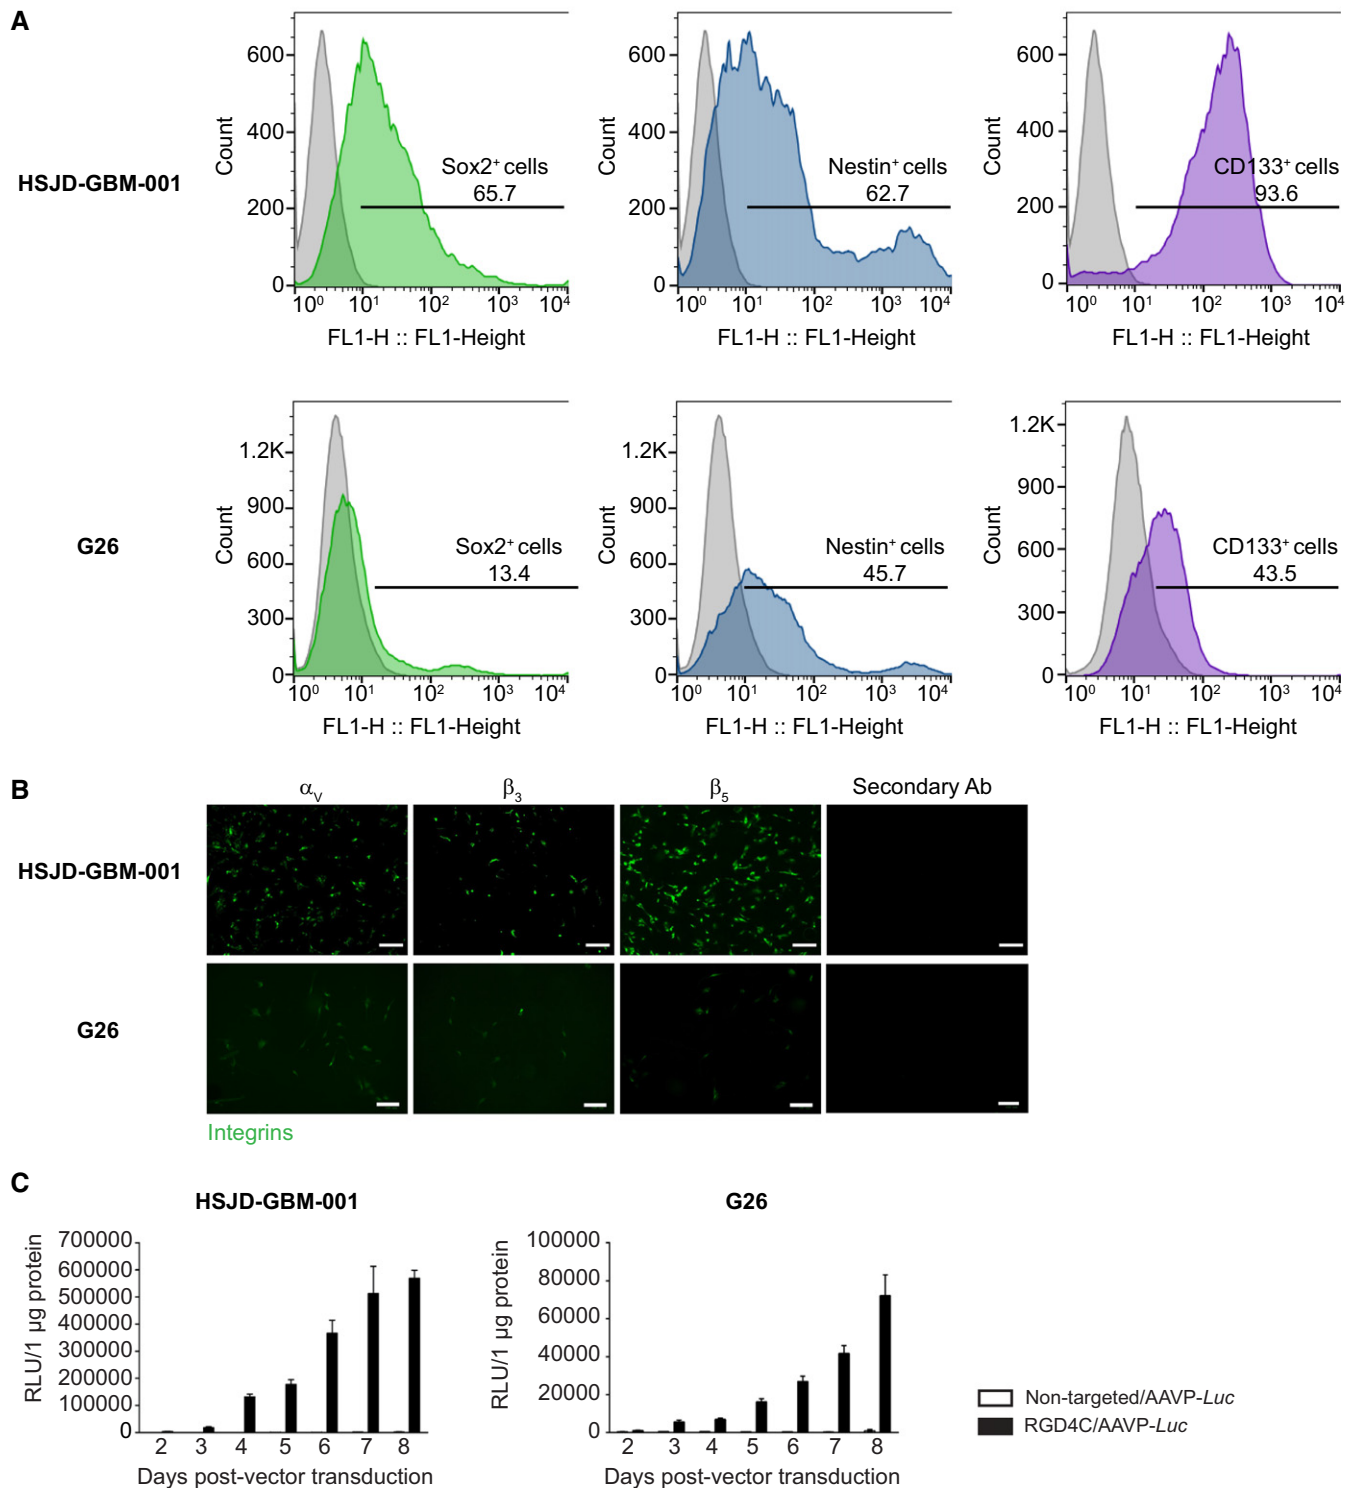 A
HSJD-GBM-001
Count
600
400
200
0
Sox2⁺ cells
65.7
10⁰ 10¹ 10² 10³ 10⁴
FL1-H :: FL1-Height
Count
600
400
200
0
Nestin⁺ cells
62.7
10⁰ 10¹ 10² 10³ 10⁴
FL1-H :: FL1-Height
Count
600
400
200
0
CD133⁺ cells
93.6
10⁰ 10¹ 10² 10³ 10⁴
FL1-H :: FL1-Height
G26
Count
1.2K
900
600
300
0
Sox2⁺ cells
13.4
10⁰ 10¹ 10² 10³ 10⁴
FL1-H :: FL1-Height
Count
1.2K
900
600
300
0
Nestin⁺ cells
45.7
10⁰ 10¹ 10² 10³ 10⁴
FL1-H :: FL1-Height
Count
1.2K
900
600
300
0
CD133⁺ cells
43.5
10⁰ 10¹ 10² 10³ 10⁴
FL1-H :: FL1-Height
B
αV β3 β5 Secondary Ab
HSJD-GBM-001
G26
Integrins
C
HSJD-GBM-001
RLU/1 µg protein
700000
600000
500000
400000
300000
200000
100000
0
2 3 4 5 6 7 8
Days post-vector transduction
G26
RLU/1 µg protein
100000
80000
60000
40000
20000
0
2 3 4 5 6 7 8
Days post-vector transduction
Non-targeted/AAVP-Luc
RGD4C/AAVP-Luc